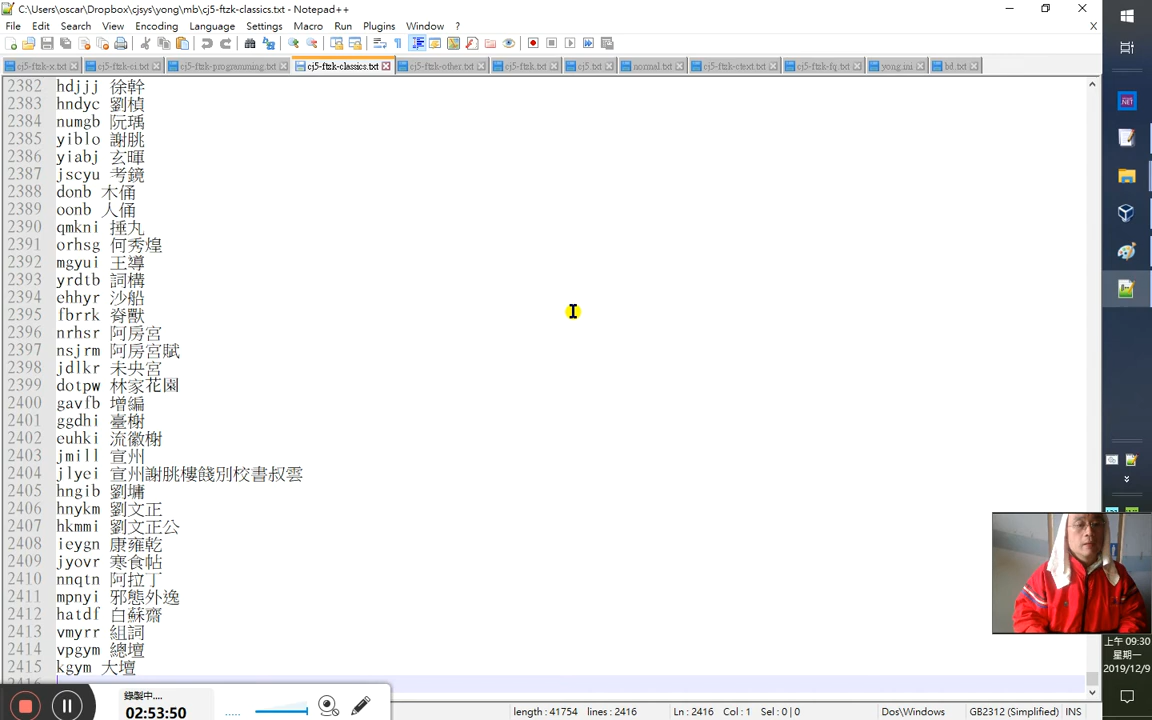 C:\Users\oscar\Dropbox\cjsys\yong\mb\cj5-ftzk-classics.txt - Notepad++
File Edit Search View Encoding Language Settings Macro Run Plugins Window ?
cj5-ftzk-x.txt cj5-ftzk-ci.txt cj5-ftzk-programming.txt cj5-ftzk-classics.txt cj5-ftzk-other.txt cj5-ftzk.txt cj5.txt normal.txt cj5-ftzk-ctext.txt cj5-ftzk-fq.txt yong.ini bd.txt
2382 hdjjj 徐幹
2383 hndyc 劉楨
2384 numgb 阮瑀
2385 yiblo 謝朓
2386 yiabj 玄暉
2387 jscyu 考鏡
2388 donb 木俑
2389 oonb 人俑
2390 qmkni 捶丸
2391 orhsg 何秀煌
2392 mgyui 王導
2393 yrdtb 詞構
2394 ehhyr 沙船
2395 fbrrk 脊獸
2396 nrhsr 阿房宮
2397 nsjrm 阿房宮賦
2398 jdlkr 未央宮
2399 dotpw 林家花園
2400 gavfb 增編
2401 ggdhi 臺榭
2402 euhki 流徽榭
2403 jmill 宣州
2404 jlyei 宣州謝朓樓餞別校書叔雲
2405 hngib 劉墉
2406 hnykm 劉文正
2407 hkmmi 劉文正公
2408 ieygn 康雍乾
2409 jyovr 寒食帖
2410 nnqtn 阿拉丁
2411 mpnyi 邪態外逸
2412 hatdf 白蘇齋
2413 vmyrr 組詞
2414 vpgym 總壇
2415 kgym 大壇
2416
錄製中....
02:53:50
length : 41754 lines : 2416 Ln : 2416 Col : 1 Sel : 0 | 0 Dos\Windows GB2312 (Simplified) INS
.NET
上午 09:30
星期一
2019/12/9